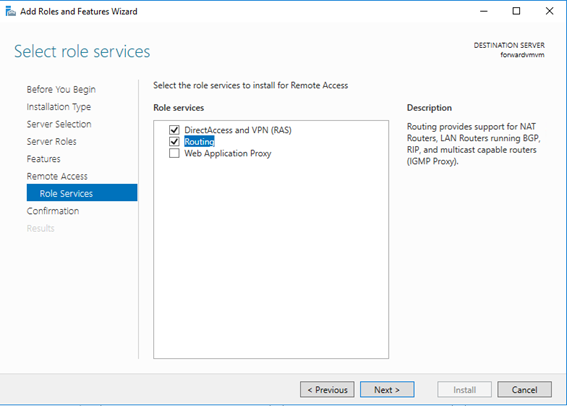 Add Roles and Features Wizard
Select role services
DESTINATION SERVER
forwardvmvm
Before You Begin
Installation Type
Server Selection
Server Roles
Features
Remote Access
Role Services
Confirmation
Results
Select the role services to install for Remote Access
Role services
DirectAccess and VPN (RAS)
Routing
Web Application Proxy
Description
Routing provides support for NAT
Routers, LAN Routers running BGP,
RIP, and multicast capable routers
(IGMP Proxy).
< Previous
Next >
Install
Cancel